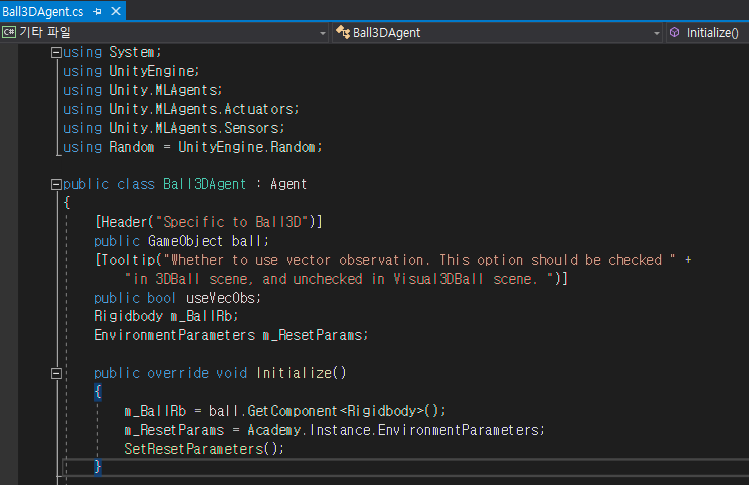 Ball3DAgent.cs
C# 기타 파일 Ball3DAgent Initialize()
using System;
using UnityEngine;
using Unity.MLAgents;
using Unity.MLAgents.Actuators;
using Unity.MLAgents.Sensors;
using Random = UnityEngine.Random;
public class Ball3DAgent : Agent
{
[Header("Specific to Ball3D")]
public GameObject ball;
[Tooltip("Whether to use vector observation. This option should be checked " +
"in 3DBall scene, and unchecked in Visual3DBall scene. ")]
public bool useVecObs;
Rigidbody m_BallRb;
EnvironmentParameters m_ResetParams;
public override void Initialize()
{
m_BallRb = ball.GetComponent<Rigidbody>();
m_ResetParams = Academy.Instance.EnvironmentParameters;
SetResetParameters();
}